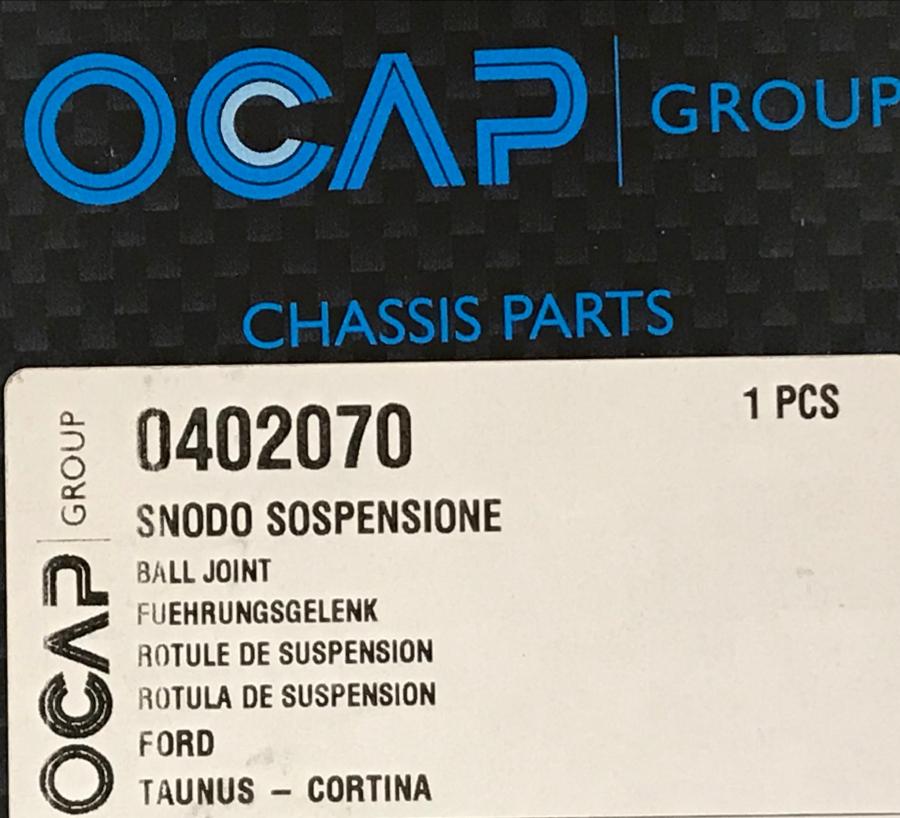 OCAP GROUP
CHASSIS PARTS
1 PCS
0402070
SNODO SOSPENSIONE
BALL JOINT
FUEHRUNGSGELENK
ROTULE DE SUSPENSION
ROTULA DE SUSPENSION
FORD
TAUNUS – CORTINA
OCAP GROUP